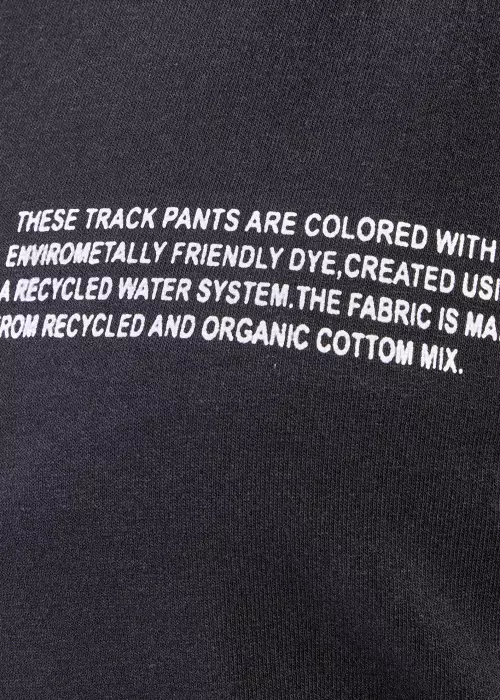 THESE TRACK PANTS ARE COLORED WITH
ENVIROMETALLY FRIENDLY DYE,CREATED USI
A RECYCLED WATER SYSTEM.THE FABRIC IS MA
FROM RECYCLED AND ORGANIC COTTOM MIX.